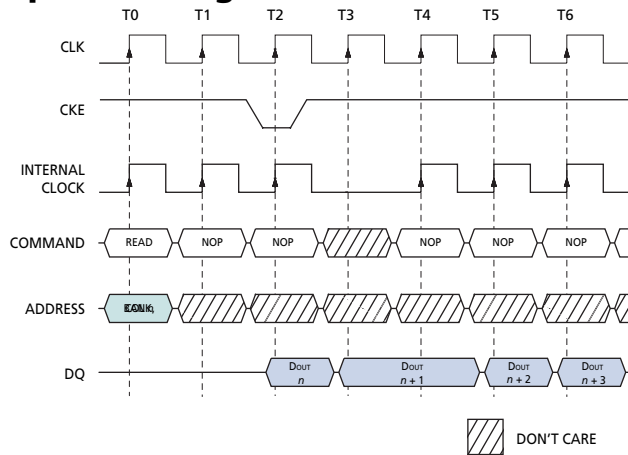 T0 T1 T2 T3 T4 T5 T6
CLK
CKE
INTERNAL
CLOCK
COMMAND READ NOP NOP NOP NOP NOP
ADDRESS
DQ DOUT n DOUT n + 1 DOUT n + 2 DOUT n + 3
DON'T CARE